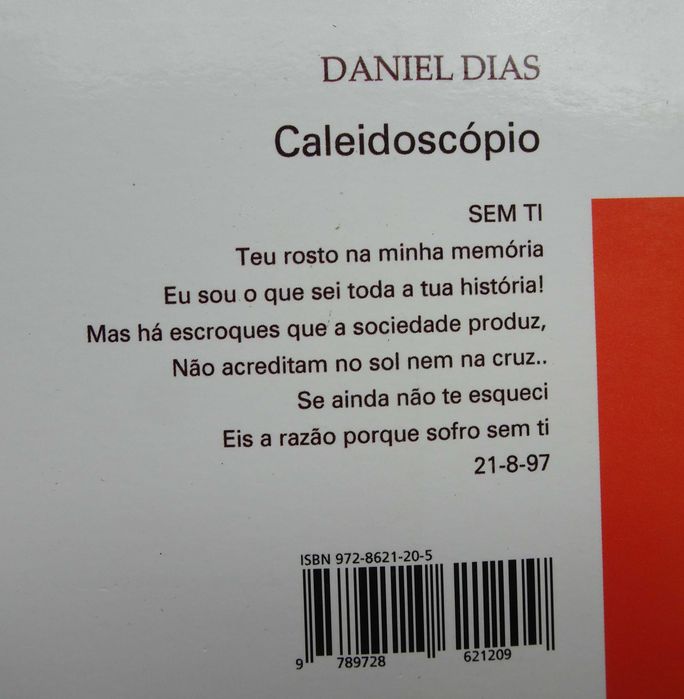 DANIEL DIAS
Caleidoscópio
SEM TI
Teu rosto na minha memória
Eu sou o que sei toda a tua história!
Mas há escroques que a sociedade produz,
Não acreditam no sol nem na cruz..
Se ainda não te esqueci
Eis a razão porque sofro sem ti
21-8-97
ISBN 972-8621-20-5
9 789728 621209